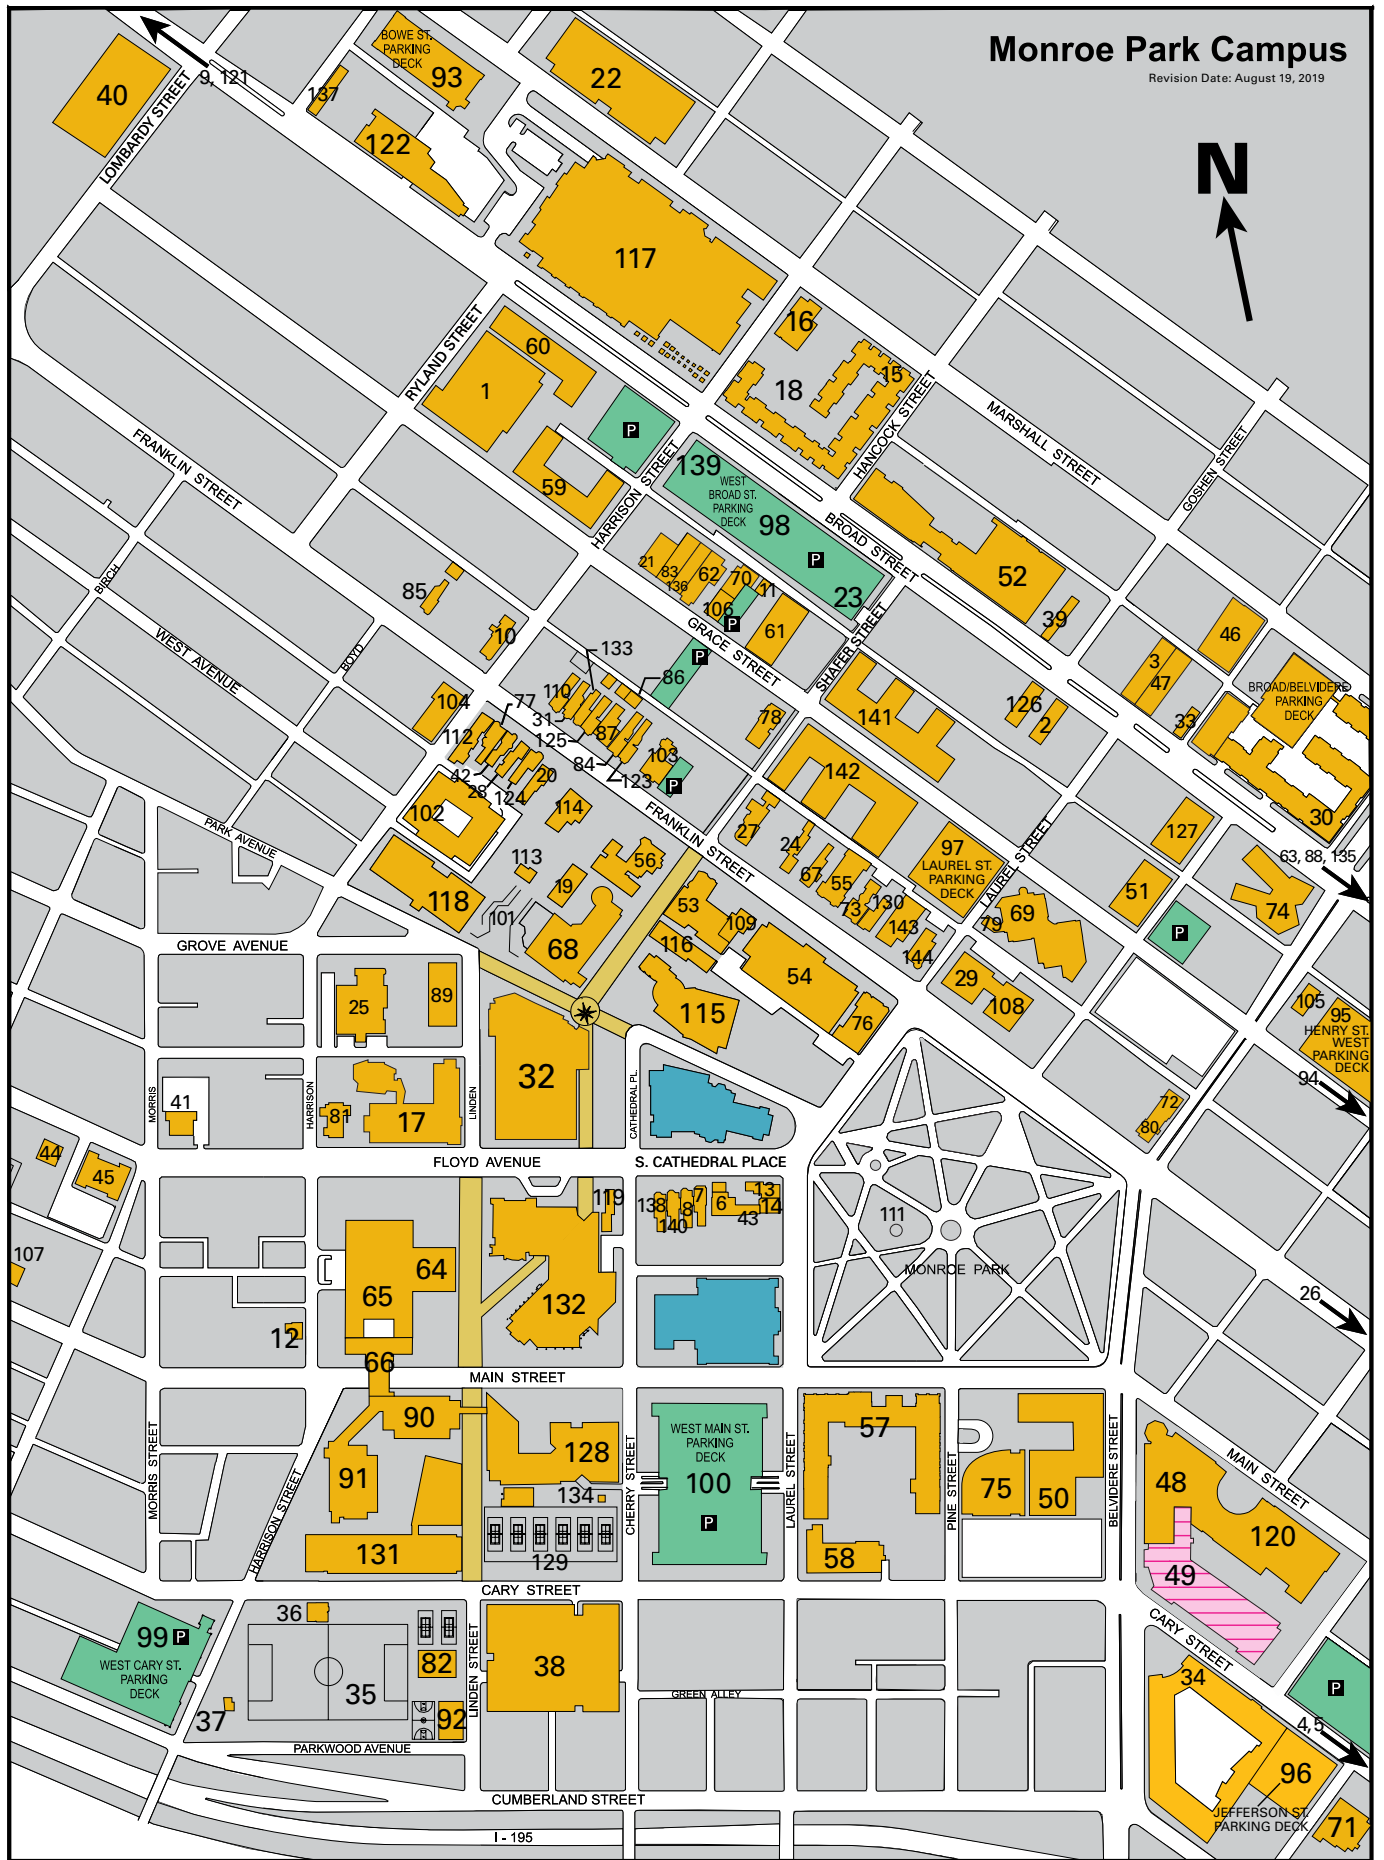 Monroe Park Campus
Revision Date: August 19, 2019
N
BOWE ST.
PARKING
DECK
93
22
40
9, 121
137
LOMBARDY STREET
122
117
16
15
18
60
1
RYLAND STREET
HANCOCK STREET
MARSHALL STREET
GOSHEN STREET
P
59
HARRISON STREET
139
WEST
BROAD ST.
PARKING
DECK
98
P
23
BROAD STREET
52
39
46
FRANKLIN STREET
BIRCH
WEST AVENUE
BOYD
85
10
21
83
136
62
70
11
106
P
61
GRACE STREET
SHAFER STREET
P
3
47
33
BROAD/BELVIDERE
PARKING
DECK
30
126
2
133
110
86
104
77
31
125
87
78
141
112
84
123
103
P
42
28
124
20
142
102
114
FRANKLIN STREET
27
24
67
55
73
130
143
144
97
LAUREL ST.
PARKING
DECK
LAUREL STREET
127
63, 88, 135
51
74
PARK AVENUE
113
56
19
118
101
68
53
109
116
54
79
69
P
GROVE AVENUE
25
89
115
76
29
108
105
95
HENRY ST.
WEST
PARKING
DECK
94
32
MORRIS
41
HARRISON
81
17
LINDEN
CATHEDRAL PL.
72
80
44
45
FLOYD AVENUE
S. CATHEDRAL PLACE
119
138
140
8
7
6
43
13
14
111
MONROE PARK
107
64
65
132
26
12
66
MAIN STREET
90
91
128
134
129
131
CHERRY STREET
WEST MAIN ST.
PARKING
DECK
100
P
LAUREL STREET
57
58
PINE STREET
75
50
BELVIDERE STREET
48
MAIN STREET
120
49
MORRIS STREET
HARRISON STREET
CARY STREET
CARY STREET
99
P
WEST CARY ST.
PARKING
DECK
36
35
82
92
37
LINDEN STREET
38
GREEN ALLEY
34
P
4, 5
96
JEFFERSON ST.
PARKING DECK
71
PARKWOOD AVENUE
CUMBERLAND STREET
I - 195